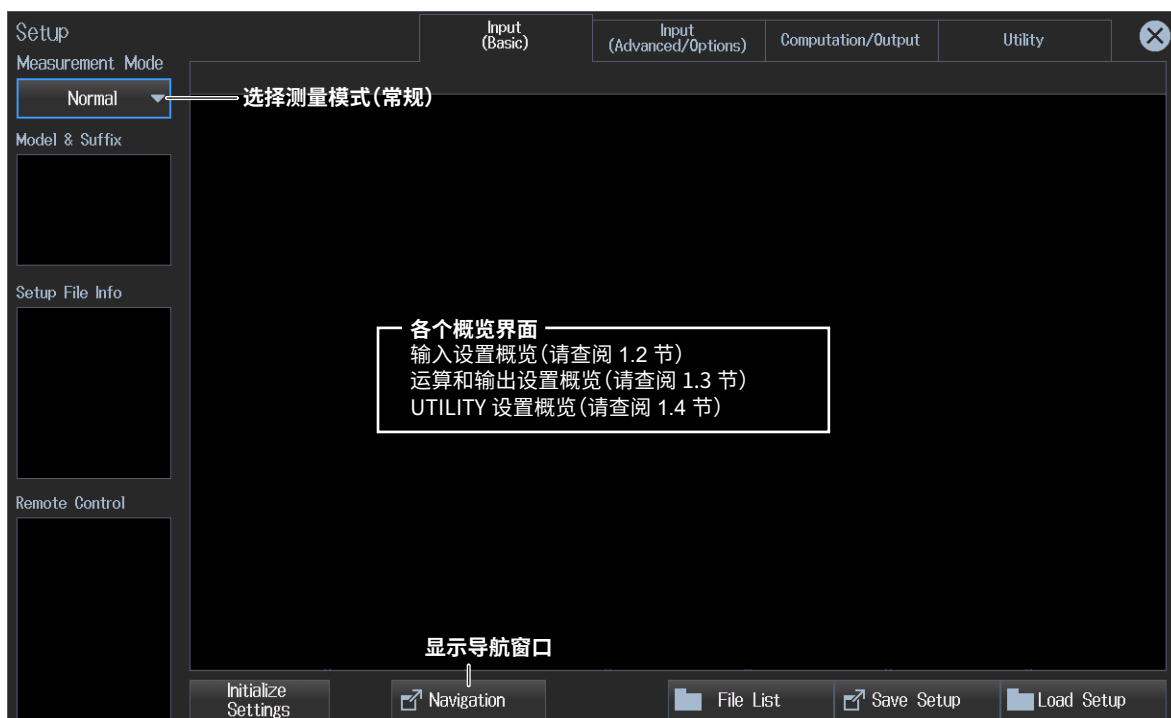 Setup
Input
(Basic)
Input
(Advanced/Options)
Computation/Output
Utility
Measurement Mode
Normal
选择测量模式(常规)
Model & Suffix
Setup File Info
各个概览界面
输入设置概览(请查阅 1.2 节)
运算和输出设置概览(请查阅 1.3 节)
UTILITY 设置概览(请查阅 1.4 节)
Remote Control
显示导航窗口
Initialize
Settings
Navigation
File List
Save Setup
Load Setup